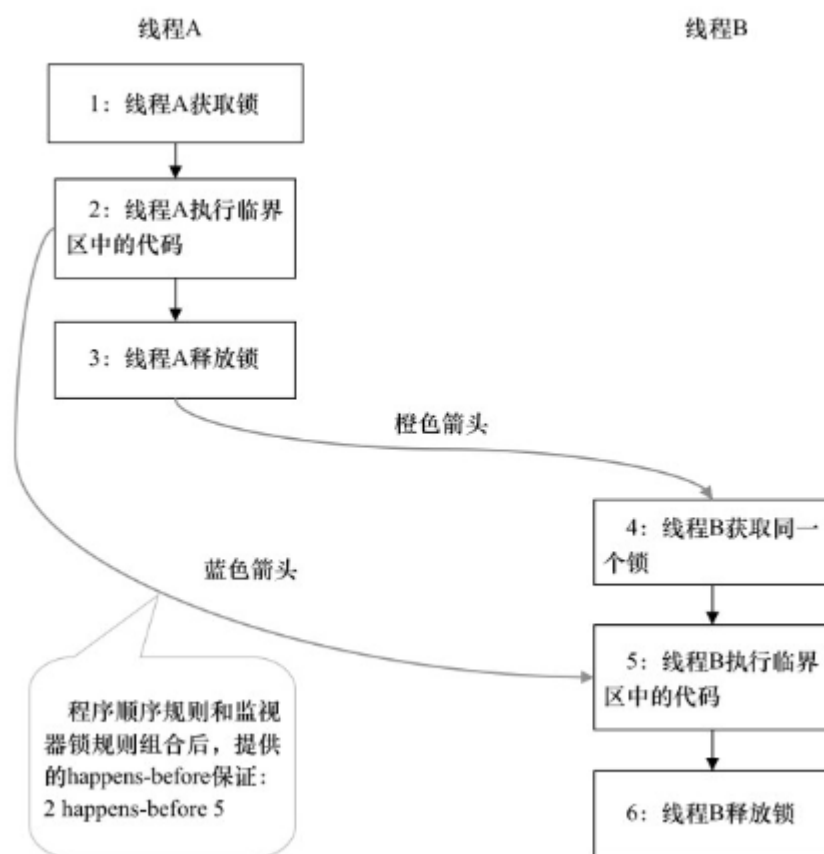 线程A
线程B
1：线程A获取锁
2：线程A执行临界
区中的代码
3：线程A释放锁
橙色箭头
4：线程B获取同一
个锁
蓝色箭头
5：线程B执行临界
区中的代码
程序顺序规则和监视
器锁规则组合后，提供
的happens-before保证：
2 happens-before 5
6：线程B释放锁